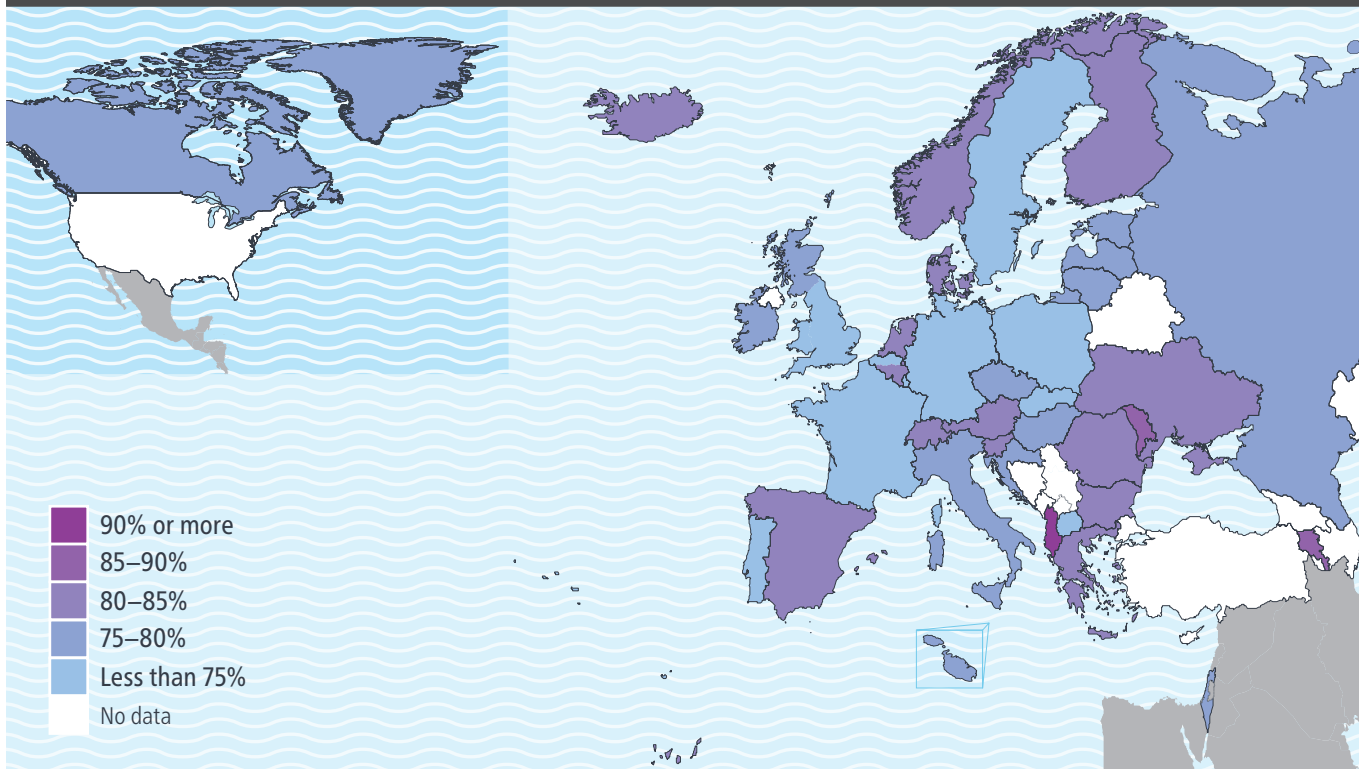 90% or more
85–90%
80–85%
75–80%
Less than 75%
No data